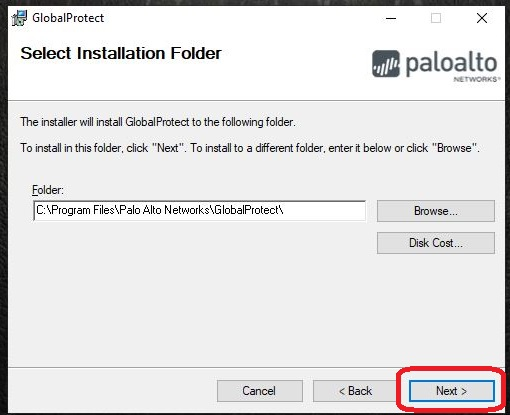 GlobalProtect
Select Installation Folder
paloalto
NETWORKS®
The installer will install GlobalProtect to the following folder.
To install in this folder, click "Next". To install to a different folder, enter it below or click "Browse".
Folder:
C:\Program Files\Palo Alto Networks\GlobalProtect\
Browse...
Disk Cost...
Cancel
< Back
Next >